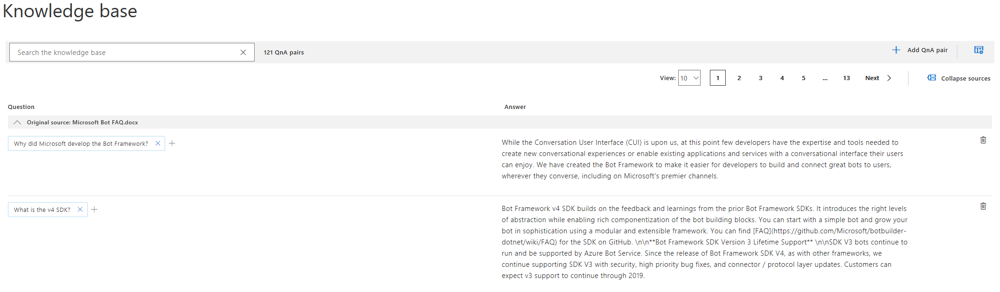 Knowledge base
Search the knowledge base
121 QnA pairs
Add QnA pair
View: 10 1 2 3 4 5 ... 13 Next
Collapse sources
Question Answer
Original source: Microsoft Bot FAQ.docx
Why did Microsoft develop the Bot Framework?
While the Conversation User Interface (CUI) is upon us, at this point few developers have the expertise and tools needed to
create new conversational experiences or enable existing applications and services with a conversational interface their users
can enjoy. We have created the Bot Framework to make it easier for developers to build and connect great bots to users,
wherever they converse, including on Microsoft's premier channels.
What is the v4 SDK?
Bot Framework v4 SDK builds on the feedback and learnings from the prior Bot Framework SDKs. It introduces the right levels
of abstraction while enabling rich componentization of the bot building blocks. You can start with a simple bot and grow your
bot in sophistication using a modular and extensible framework. You can find [FAQ](https://github.com/Microsoft/botbuilder-
dotnet/wiki/FAQ) for the SDK on GitHub. \n\n**Bot Framework SDK Version 3 Lifetime Support** \n\nSDK V3 bots continue to
run and be supported by Azure Bot Service. Since the release of Bot Framework SDK V4, as with other frameworks, we
continue supporting SDK V3 with security, high priority bug fixes, and connector / protocol layer updates. Customers can
expect v3 support to continue through 2019.